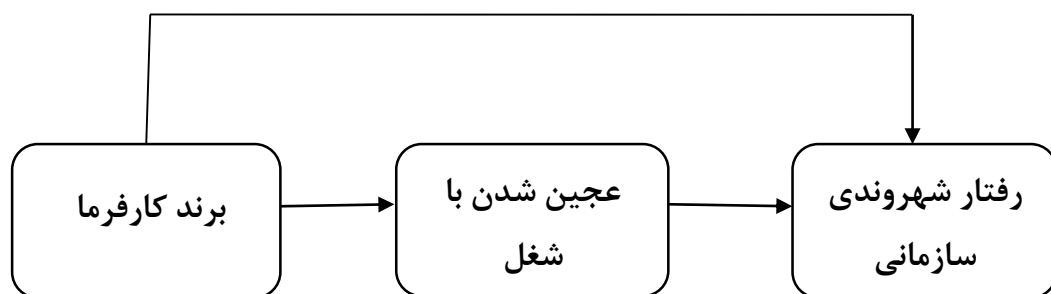 برند کارفرما
عجین شدن با
شغل
رفتار شهروندی
سازمانی